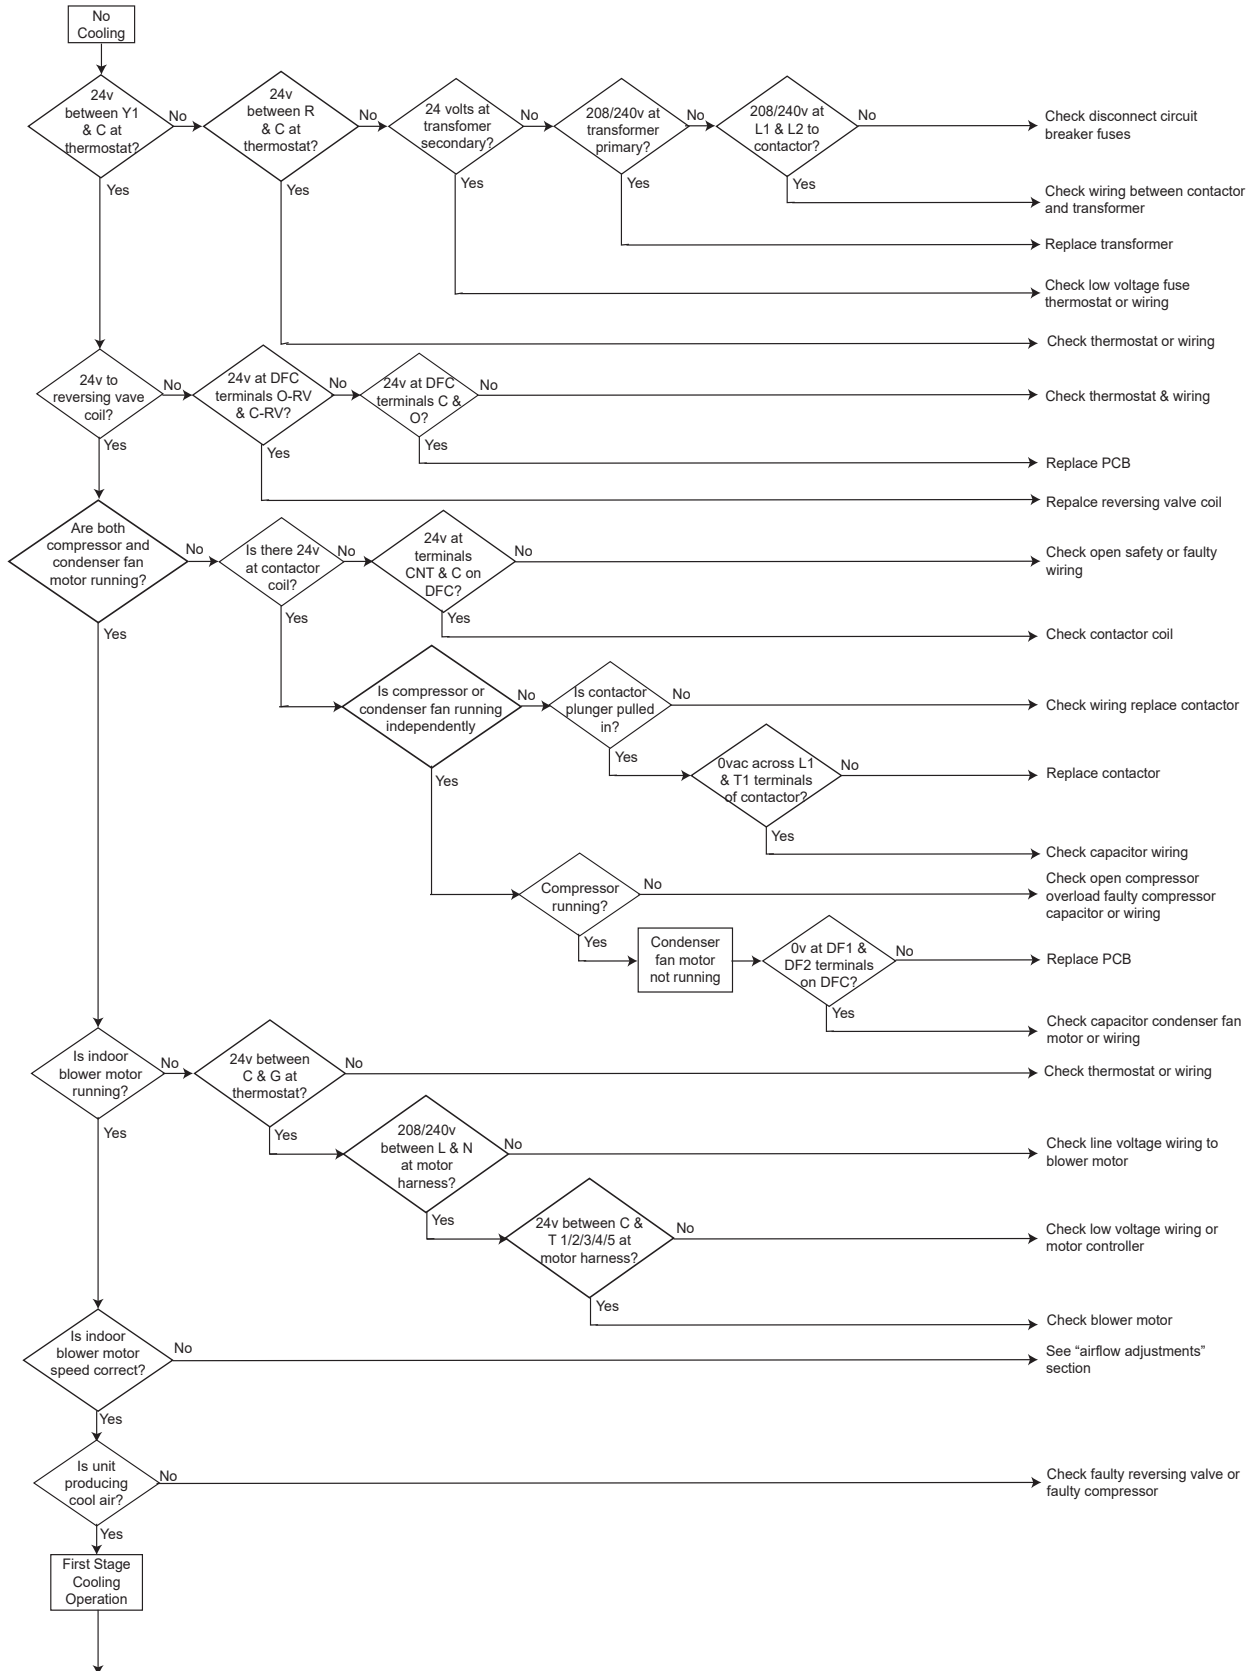 No
Cooling
24v
between Y1
& C at
thermostat?
No
Yes
24v
between R
& C at
thermostat?
No
Yes
24 volts at
transfomer
secondary?
No
Yes
208/240v at
transformer
primary?
No
Yes
208/240v at
L1 & L2 to
contactor?
No
Yes
Check disconnect circuit
breaker fuses
Check wiring between contactor
and transformer
Replace transformer
Check low voltage fuse
thermostat or wiring
Check thermostat or wiring
24v to
reversing vave
coil?
No
Yes
24v at DFC
terminals O-RV
& C-RV?
No
Yes
24v at DFC
terminals C &
O?
No
Yes
Check thermostat & wiring
Replace PCB
Repalce reversing valve coil
Are both
compressor and
condenser fan
motor running?
No
Yes
Is there 24v
at contactor
coil?
No
Yes
24v at
terminals
CNT & C on
DFC?
No
Yes
Check open safety or faulty
wiring
Check contactor coil
Is compressor or
condenser fan running
independently
No
Yes
Is contactor
plunger pulled
in?
No
Yes
Check wiring replace contactor
0vac across L1
& T1 terminals
of contactor?
No
Yes
Replace contactor
Check capacitor wiring
Compressor
running?
No
Yes
Check open compressor
overload faulty compressor
capacitor or wiring
Condenser
fan motor
not running
0v at DF1 &
DF2 terminals
on DFC?
No
Yes
Replace PCB
Check capacitor condenser fan
motor or wiring
Is indoor
blower motor
running?
No
Yes
24v between
C & G at
thermostat?
No
Yes
Check thermostat or wiring
208/240v
between L & N
at motor
harness?
No
Yes
Check line voltage wiring to
blower motor
24v between C &
T 1/2/3/4/5 at
motor harness?
No
Yes
Check low voltage wiring or
motor controller
Check blower motor
Is indoor
blower motor
speed correct?
No
Yes
See “airflow adjustments”
section
Is unit
producing
cool air?
No
Yes
Check faulty reversing valve or
faulty compressor
First Stage
Cooling
Operation